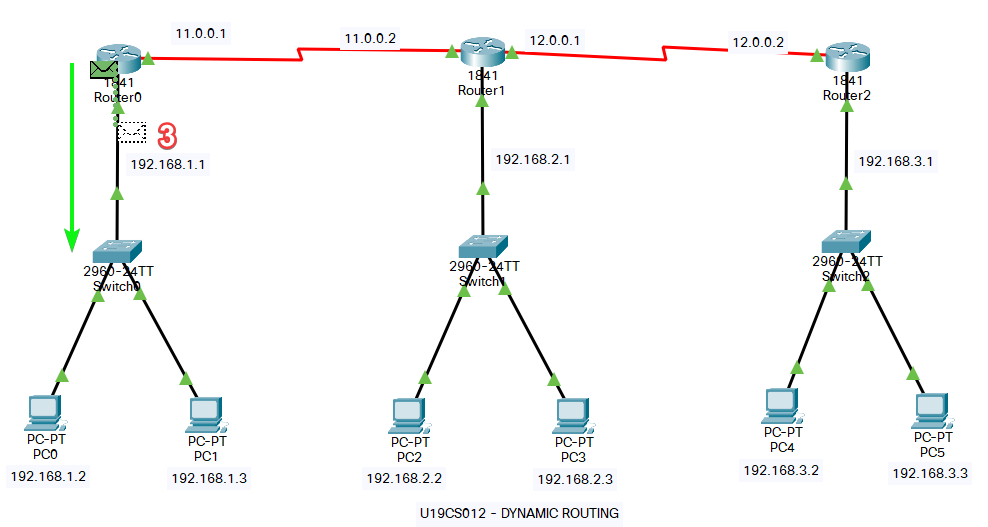 11.0.0.1
11.0.0.2
12.0.0.1
12.0.0.2
1841
Router0
1841
Router1
1841
Router2
3
192.168.1.1
192.168.2.1
192.168.3.1
2960-24TT
Switch0
2960-24TT
Switch1
2960-24TT
Switch2
PC-PT
PC0
PC-PT
PC1
PC-PT
PC2
PC-PT
PC3
PC-PT
PC4
PC-PT
PC5
192.168.1.2
192.168.1.3
192.168.2.2
192.168.2.3
192.168.3.2
192.168.3.3
U19CS012 - DYNAMIC ROUTING